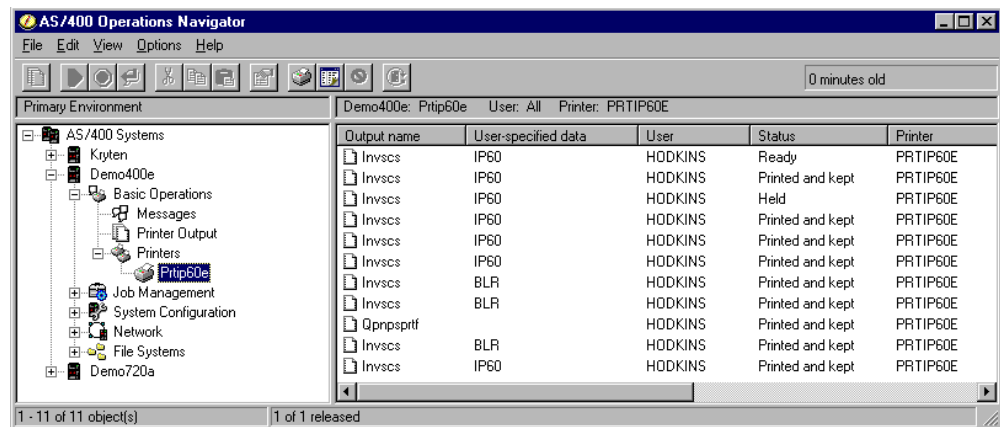 AS/400 Operations Navigator
File Edit View Options Help
0 minutes old
Primary Environment
Demo400e: Prtip60e User: All Printer: PRTIP60E
AS/400 Systems
Kryten
Demo400e
Basic Operations
Messages
Printer Output
Printers
Prtip60e
Job Management
System Configuration
Network
File Systems
Demo720a
Output name User-specified data User Status Printer
Invscs IP60 HODKINS Ready PRTIP60E
Invscs IP60 HODKINS Printed and kept PRTIP60E
Invscs IP60 HODKINS Held PRTIP60E
Invscs IP60 HODKINS Printed and kept PRTIP60E
Invscs IP60 HODKINS Printed and kept PRTIP60E
Invscs IP60 HODKINS Printed and kept PRTIP60E
Invscs BLR HODKINS Printed and kept PRTIP60E
Invscs BLR HODKINS Printed and kept PRTIP60E
Qpnpsprtf HODKINS Printed and kept PRTIP60E
Invscs BLR HODKINS Printed and kept PRTIP60E
Invscs IP60 HODKINS Printed and kept PRTIP60E
1 - 11 of 11 object(s) 1 of 1 released